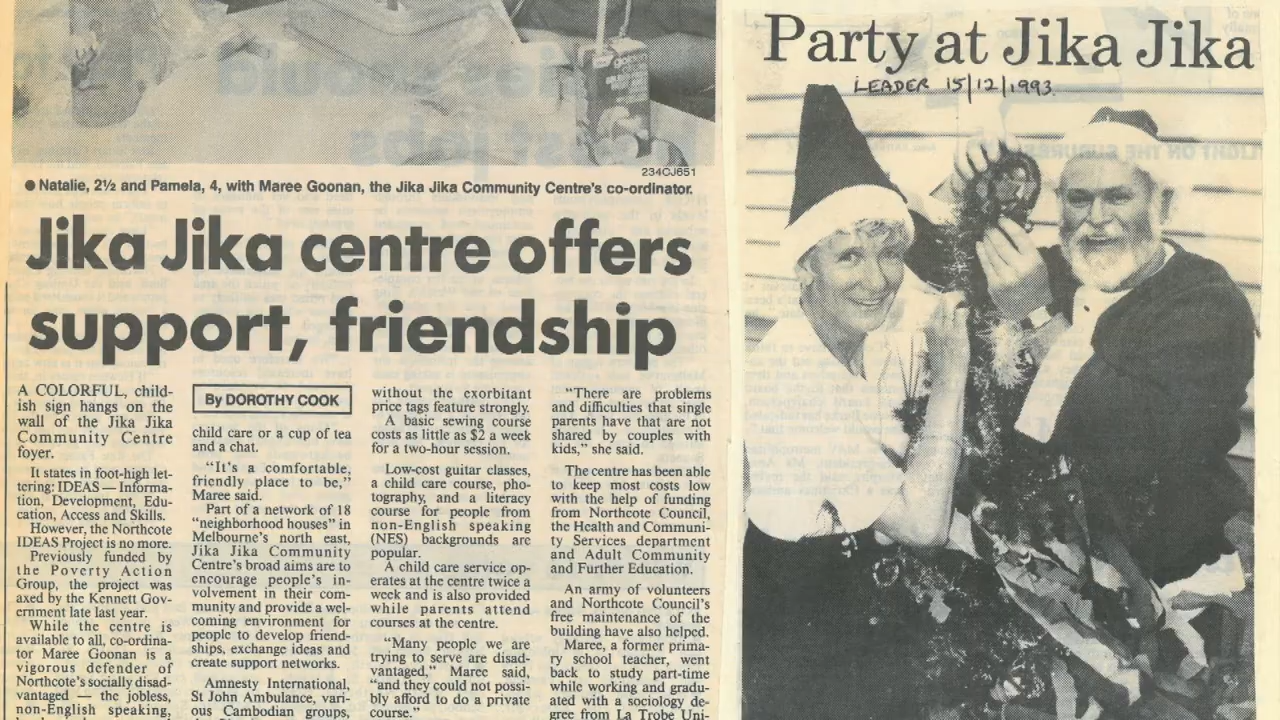 234CJ651
● Natalie, 2½ and Pamela, 4, with Maree Goonan, the Jika Jika Community Centre's co-ordinator.
Jika Jika centre offers
support, friendship
A COLORFUL, child-
ish sign hangs on the
wall of the Jika Jika
Community Centre
foyer.
It states in foot-high let-
tering: IDEAS — Informa-
tion, Development, Edu-
cation, Access and Skills.
However, the Northcote
IDEAS Project is no more.
Previously funded by
the Poverty Action
Group, the project was
axed by the Kennett Gov-
ernment late last year.
While the centre is
available to all, co-ordina-
tor Maree Goonan is a
vigorous defender of
Northcote's socially disad-
vantaged — the jobless,
non-English speaking,
By DOROTHY COOK
child care or a cup of tea
and a chat.
"It's a comfortable,
friendly place to be,"
Maree said.
Part of a network of 18
"neighborhood houses" in
Melbourne's north east,
Jika Jika Community
Centre's broad aims are to
encourage people's in-
volvement in their com-
munity and provide a wel-
coming environment for
people to develop friend-
ships, exchange ideas and
create support networks.
Amnesty International,
St John Ambulance, vari-
ous Cambodian groups,
without the exorbitant
price tags feature strongly.
A basic sewing course
costs as little as $2 a week
for a two-hour session.
Low-cost guitar classes,
a child care course, pho-
tography, and a literacy
course for people from
non-English speaking
(NES) backgrounds are
popular.
A child care service op-
erates at the centre twice a
week and is also provided
while parents attend
courses at the centre.
"Many people we are
trying to serve are disad-
vantaged," Maree said,
"and they could not possi-
bly afford to do a private
course."
"There are problems
and difficulties that single
parents have that are not
shared by couples with
kids," she said.
The centre has been able
to keep most costs low
with the help of funding
from Northcote Council,
the Health and Communi-
ty Services department
and Adult Community
and Further Education.
An army of volunteers
and Northcote Council's
free maintenance of the
building have also helped.
Maree, a former prima-
ry school teacher, went
back to study part-time
while working and gradu-
ated with a sociology de-
gree from La Trobe Uni-
Party at Jika Jika
LEADER 15/12/1993.